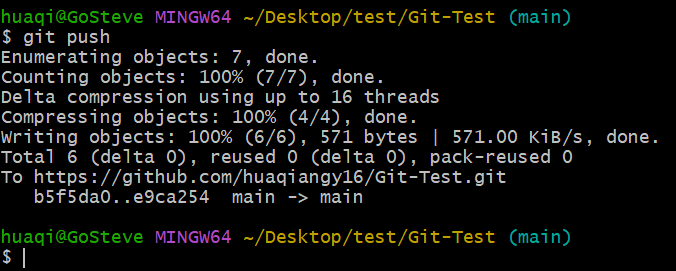 huaqi@GoSteve MINGW64 ~/Desktop/test/Git-Test (main)
$ git push
Enumerating objects: 7, done.
Counting objects: 100% (7/7), done.
Delta compression using up to 16 threads
Compressing objects: 100% (4/4), done.
Writing objects: 100% (6/6), 571 bytes | 571.00 KiB/s, done.
Total 6 (delta 0), reused 0 (delta 0), pack-reused 0
To https://github.com/huaqiangy16/Git-Test.git
   b5f5da0..e9ca254  main -> main
huaqi@GoSteve MINGW64 ~/Desktop/test/Git-Test (main)
$